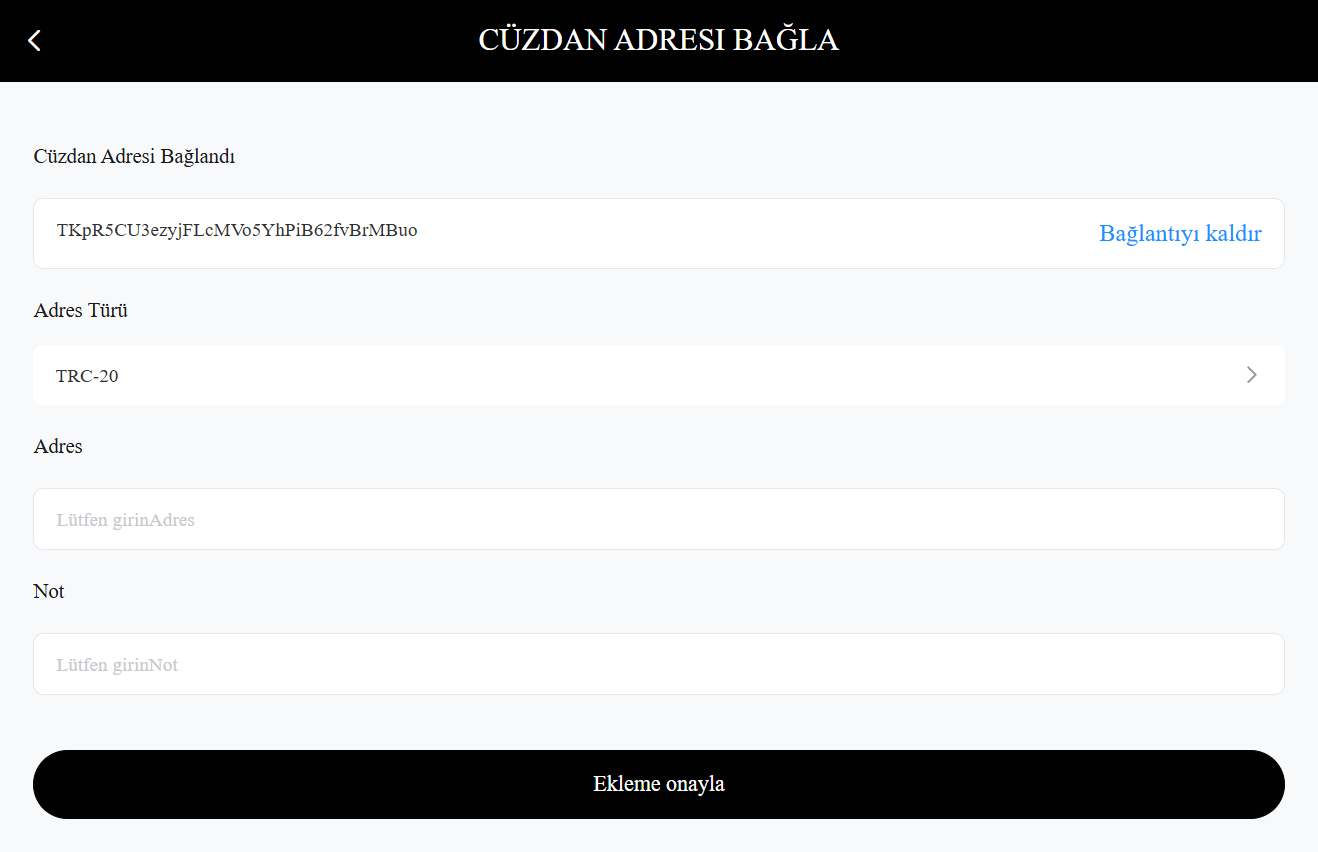 CÜZDAN ADRESI BAĞLA
Cüzdan Adresi Bağlandı
TKpR5CU3ezyjFLcMVo5YhPiB62fvBrMBuo
Bağlantıyı kaldır
Adres Türü
TRC-20
Adres
Lütfen girinAdres
Not
Lütfen girinNot
Ekleme onayla